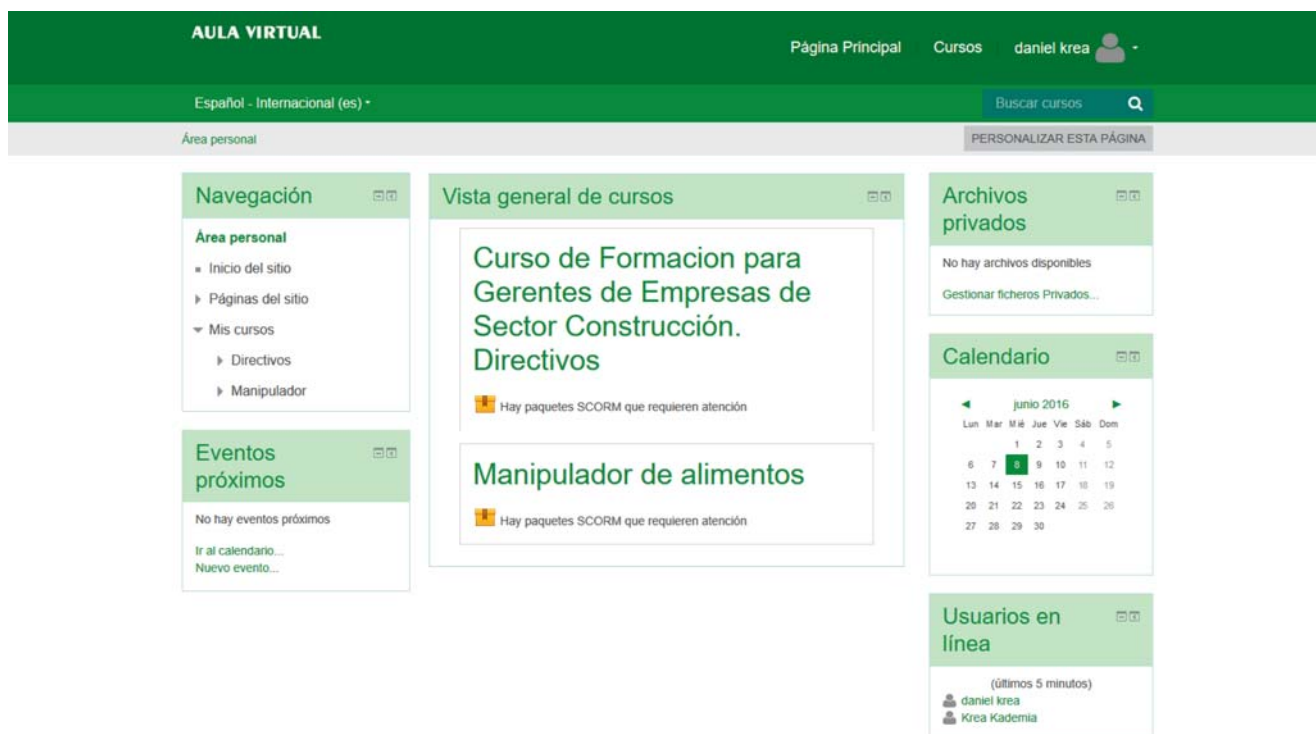 AULA VIRTUAL
Página Principal Cursos daniel krea
Español - Internacional (es)
Buscar cursos
Área personal
PERSONALIZAR ESTA PÁGINA
Navegación
Área personal
Inicio del sitio
Páginas del sitio
Mis cursos
Directivos
Manipulador
Eventos
próximos
No hay eventos próximos
Ir al calendario...
Nuevo evento...
Vista general de cursos
Curso de Formacion para
Gerentes de Empresas de
Sector Construcción.
Directivos
Hay paquetes SCORM que requieren atención
Manipulador de alimentos
Hay paquetes SCORM que requieren atención
Archivos
privados
No hay archivos disponibles
Gestionar ficheros Privados...
Calendario
junio 2016
Lun Mar Mié Jue Vie Sáb Dom
1 2 3 4 5
6 7 8 9 10 11 12
13 14 15 16 17 18 19
20 21 22 23 24 25 26
27 28 29 30
Usuarios en
línea
(últimos 5 minutos)
daniel krea
Krea Kademia